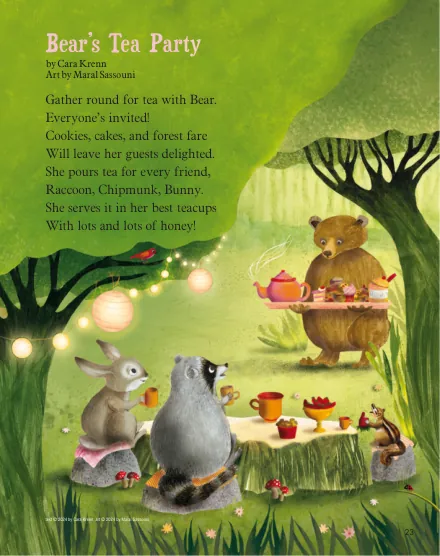 Bear's Tea Party
by Cara Krenn
Art by Maral Sassouni
Gather round for tea with Bear.
Everyone's invited!
Cookies, cakes, and forest fare
Will leave her guests delighted.
She pours tea for every friend,
Raccoon, Chipmunk, Bunny.
She serves it in her best teacups
With lots and lots of honey!
23